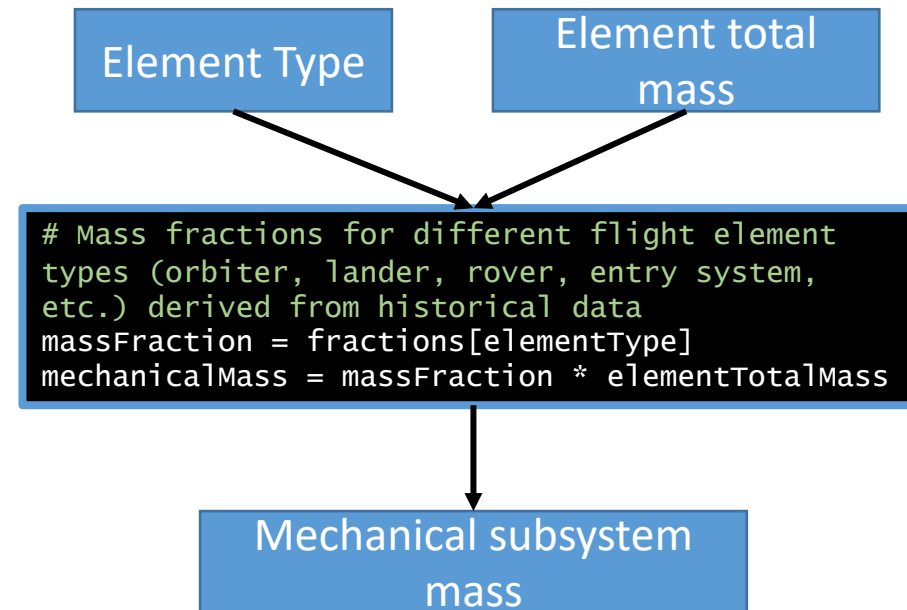 Element Type
Element total
mass
# Mass fractions for different flight element
types (orbiter, lander, rover, entry system,
etc.) derived from historical data
massFraction = fractions[elementType]
mechanicalMass = massFraction * elementTotalMass
Mechanical subsystem
mass